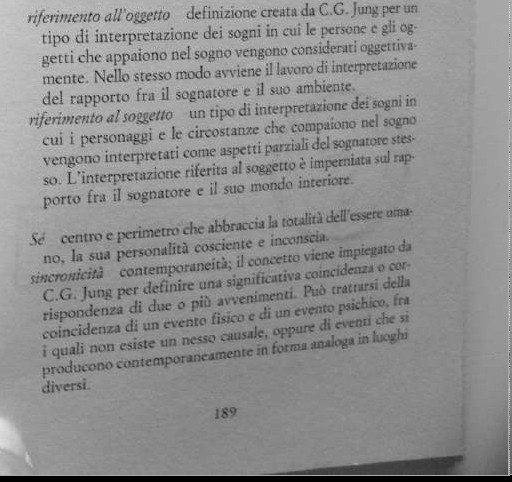 riferimento all'oggetto definizione creata da C.G. Jung per un
tipo di interpretazione dei sogni in cui le persone e gli og-
getti che appaiono nel sogno vengono considerati oggettiva-
mente. Nello stesso modo avviene il lavoro di interpretazione
del rapporto fra il sognatore e il suo ambiente.
riferimento al soggetto un tipo di interpretazione dei sogni in
cui i personaggi e le circostanze che compaiono nel sogno
vengono interpretati come aspetti parziali del sognatore stes-
so. L'interpretazione riferita al soggetto è imperniata sul rap-
porto fra il sognatore e il suo mondo interiore.
Sé centro e perimetro che abbraccia la totalità dell'essere uma-
no, la sua personalità cosciente e inconscia.
sincronicità contemporaneità; il concetto viene impiegato da
C.G. Jung per definire una significativa coincidenza o cor-
rispondenza di due o più avvenimenti. Può trattarsi della
coincidenza di un evento fisico e di un evento psichico, fra
i quali non esiste un nesso causale, oppure di eventi che si
producono contemporaneamente in forma analoga in luoghi
diversi.
189